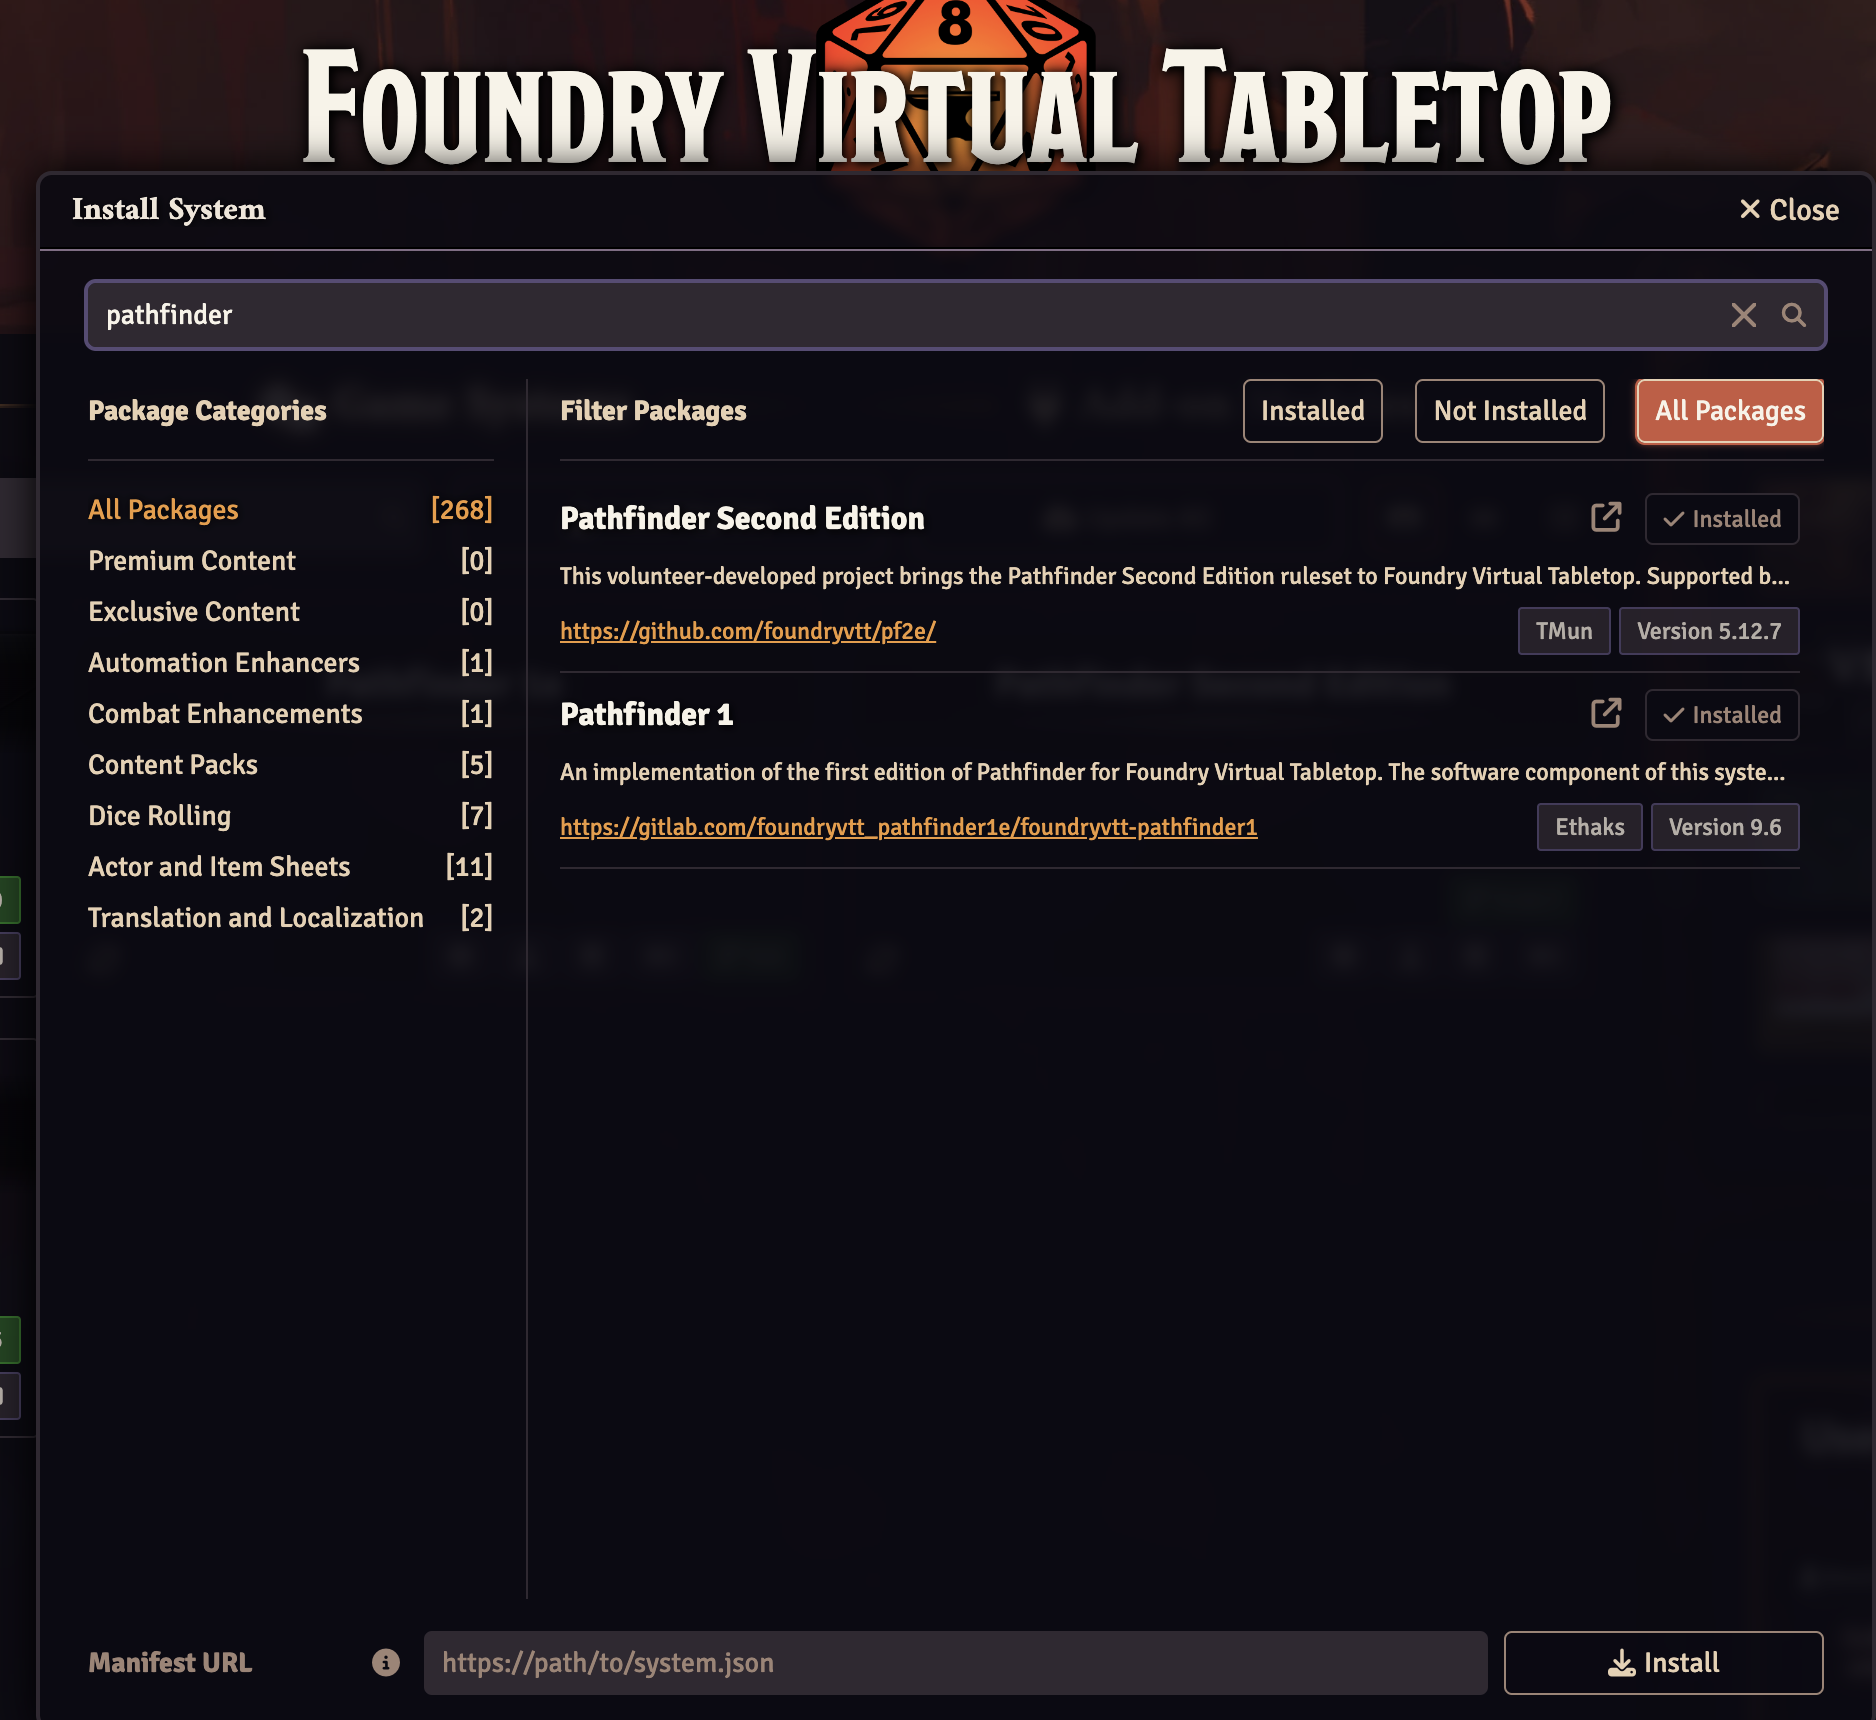 8
FOUNDRY VIRTUAL TABLETOP
Install System
Close
pathfinder
Package Categories
All Packages [268]
Premium Content [0]
Exclusive Content [0]
Automation Enhancers [1]
Combat Enhancements [1]
Content Packs [5]
Dice Rolling [7]
Actor and Item Sheets [11]
Translation and Localization [2]
Filter Packages
Installed
Not Installed
All Packages
Pathfinder Second Edition
Installed
This volunteer-developed project brings the Pathfinder Second Edition ruleset to Foundry Virtual Tabletop. Supported b...
https://github.com/foundryvtt/pf2e/
TMun
Version 5.12.7
Pathfinder 1
Installed
An implementation of the first edition of Pathfinder for Foundry Virtual Tabletop. The software component of this syste...
https://gitlab.com/foundryvtt_pathfinder1e/foundryvtt-pathfinder1
Ethaks
Version 9.6
Manifest URL
https://path/to/system.json
Install